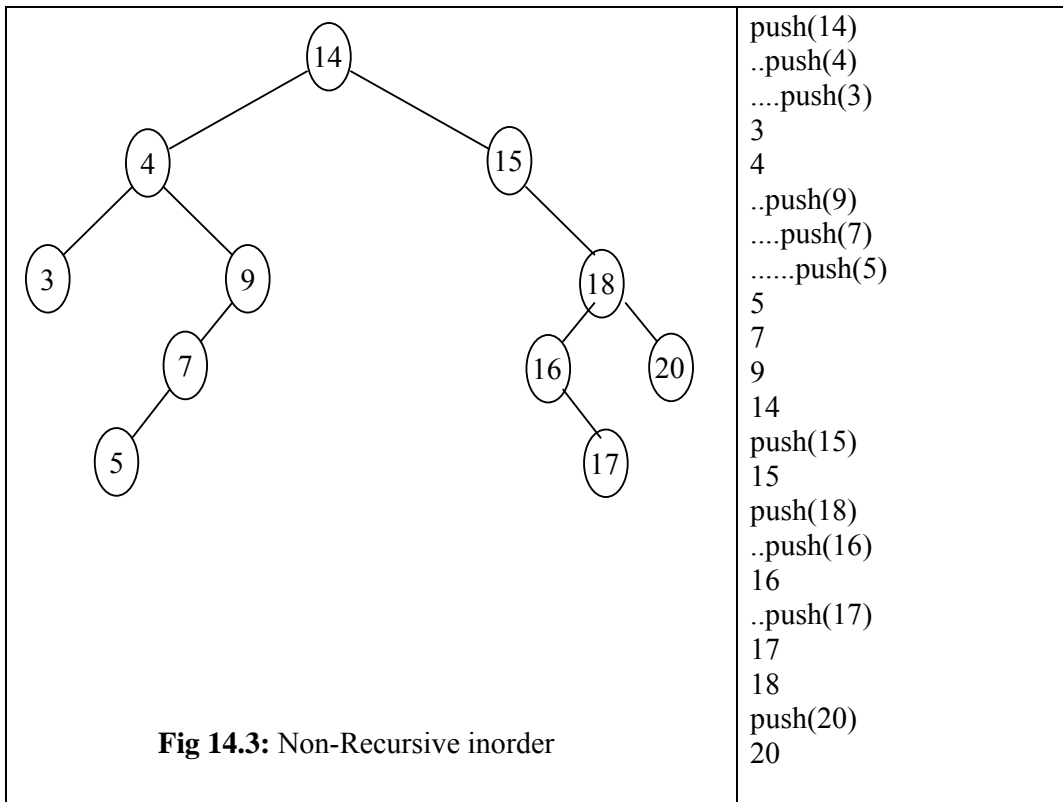 14
4
15
3
9
18
7
16
20
5
17
Fig 14.3: Non-Recursive inorder
push(14)
..push(4)
....push(3)
3
4
..push(9)
....push(7)
......push(5)
5
7
9
14
push(15)
15
push(18)
..push(16)
16
..push(17)
17
18
push(20)
20